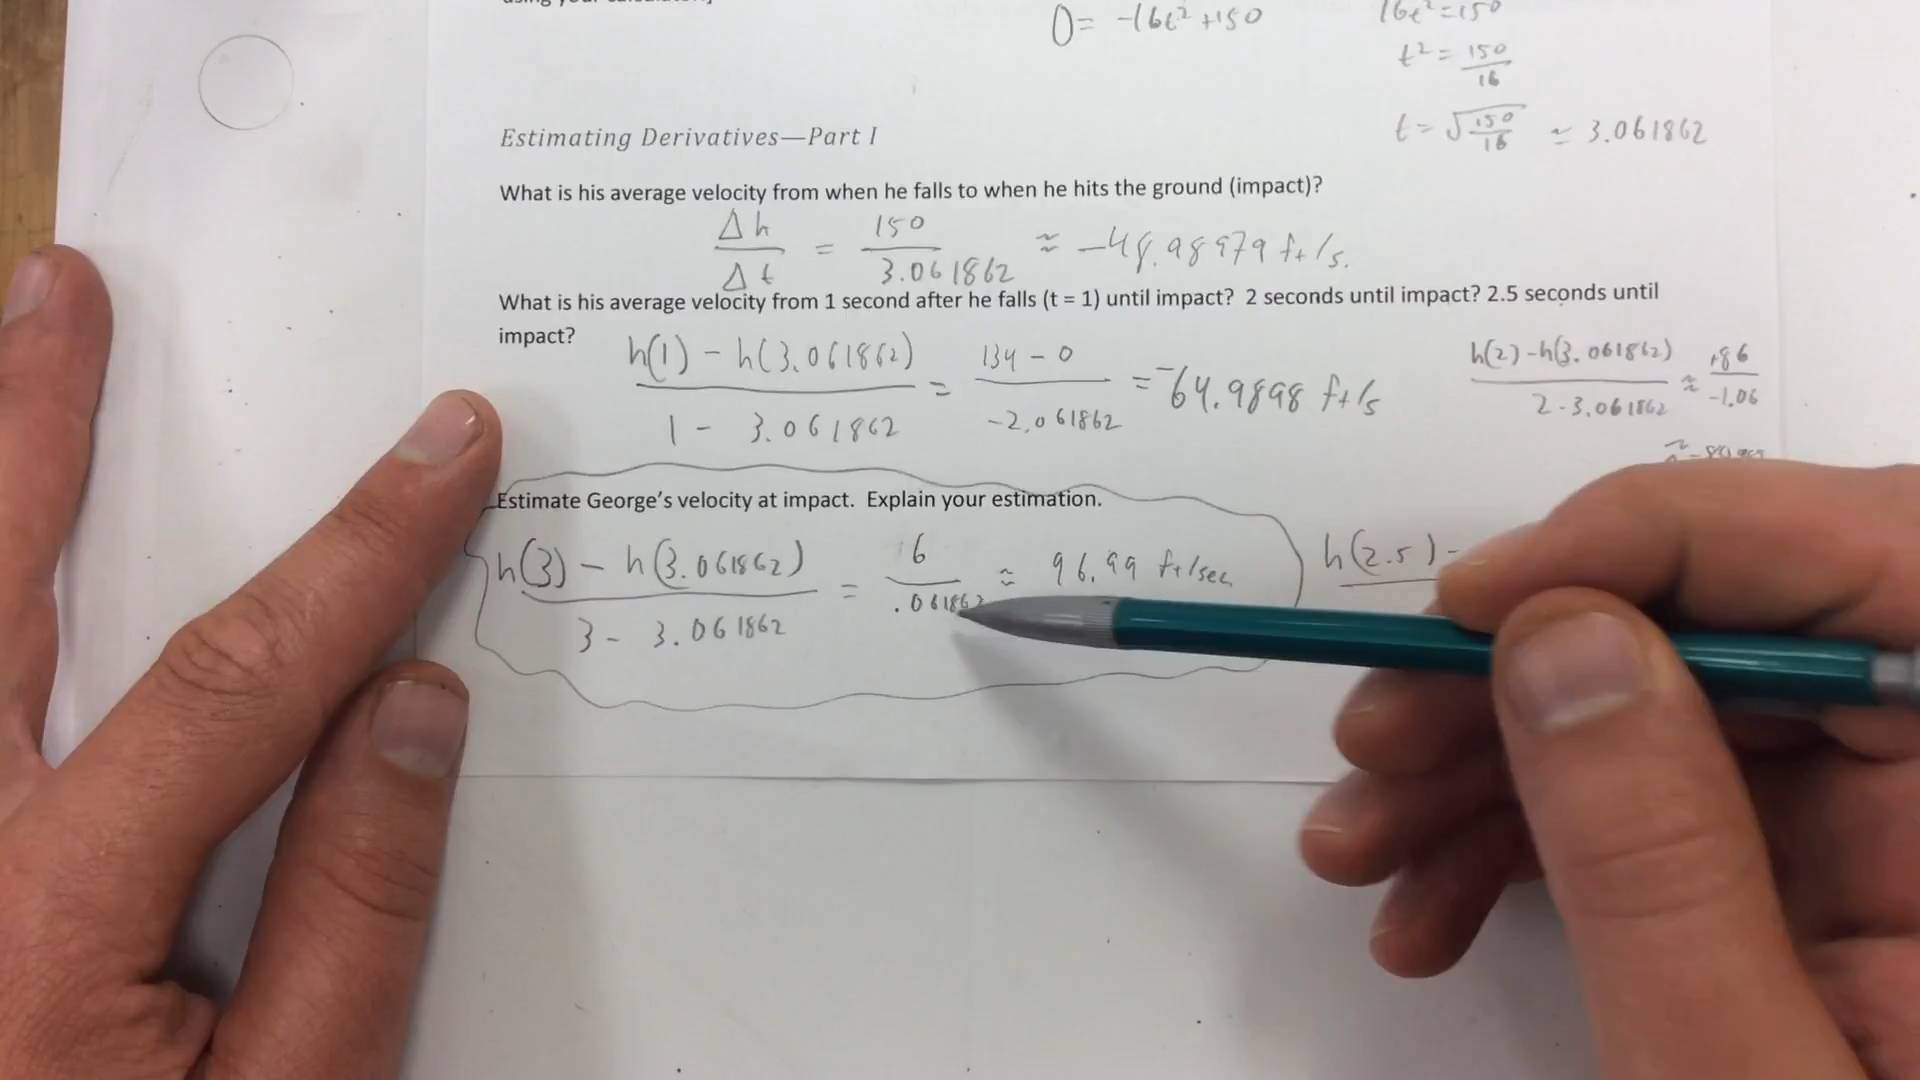 0 = -16t² + 150
16t² = 150
t² = 150/16
t = √150/16 ≈ 3.061862
Estimating Derivatives—Part I
What is his average velocity from when he falls to when he hits the ground (impact)?
Δh/Δt = 150/3.061862 ≈ -48.98979 ft/s.
What is his average velocity from 1 second after he falls (t = 1) until impact? 2 seconds until impact? 2.5 seconds until
impact?
h(1) - h(3.061862)/1 - 3.061862 = 134 - 0/-2.061862 = -64.9898 ft/s
h(2) - h(3.061862)/2 - 3.061862 ≈ +86/-1.06
Estimate George’s velocity at impact. Explain your estimation.
h(3) - h(3.061862)/3 - 3.061862 = 6/.061862 ≈ 96.99 ft/sec
h(2.5) -